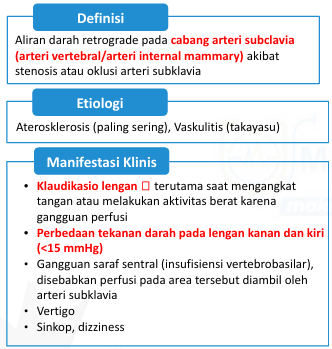 Definisi
Aliran darah retrograde pada cabang arteri subclavia
(arteri vertebral/arteri internal mammary) akibat
stenosis atau oklusi arteri subklavia
Etiologi
Aterosklerosis (paling sering), Vaskulitis (takayasu)
Manifestasi Klinis
• Klaudikasio lengan □ terutama saat mengangkat
tangan atau melakukan aktivitas berat karena
gangguan perfusi
• Perbedaan tekanan darah pada lengan kanan dan kiri
(<15 mmHg)
• Gangguan saraf sentral (insufisiensi vertebrobasilar),
disebabkan perfusi pada area tersebut diambil oleh
arteri subklavia
• Vertigo
• Sinkop, dizziness